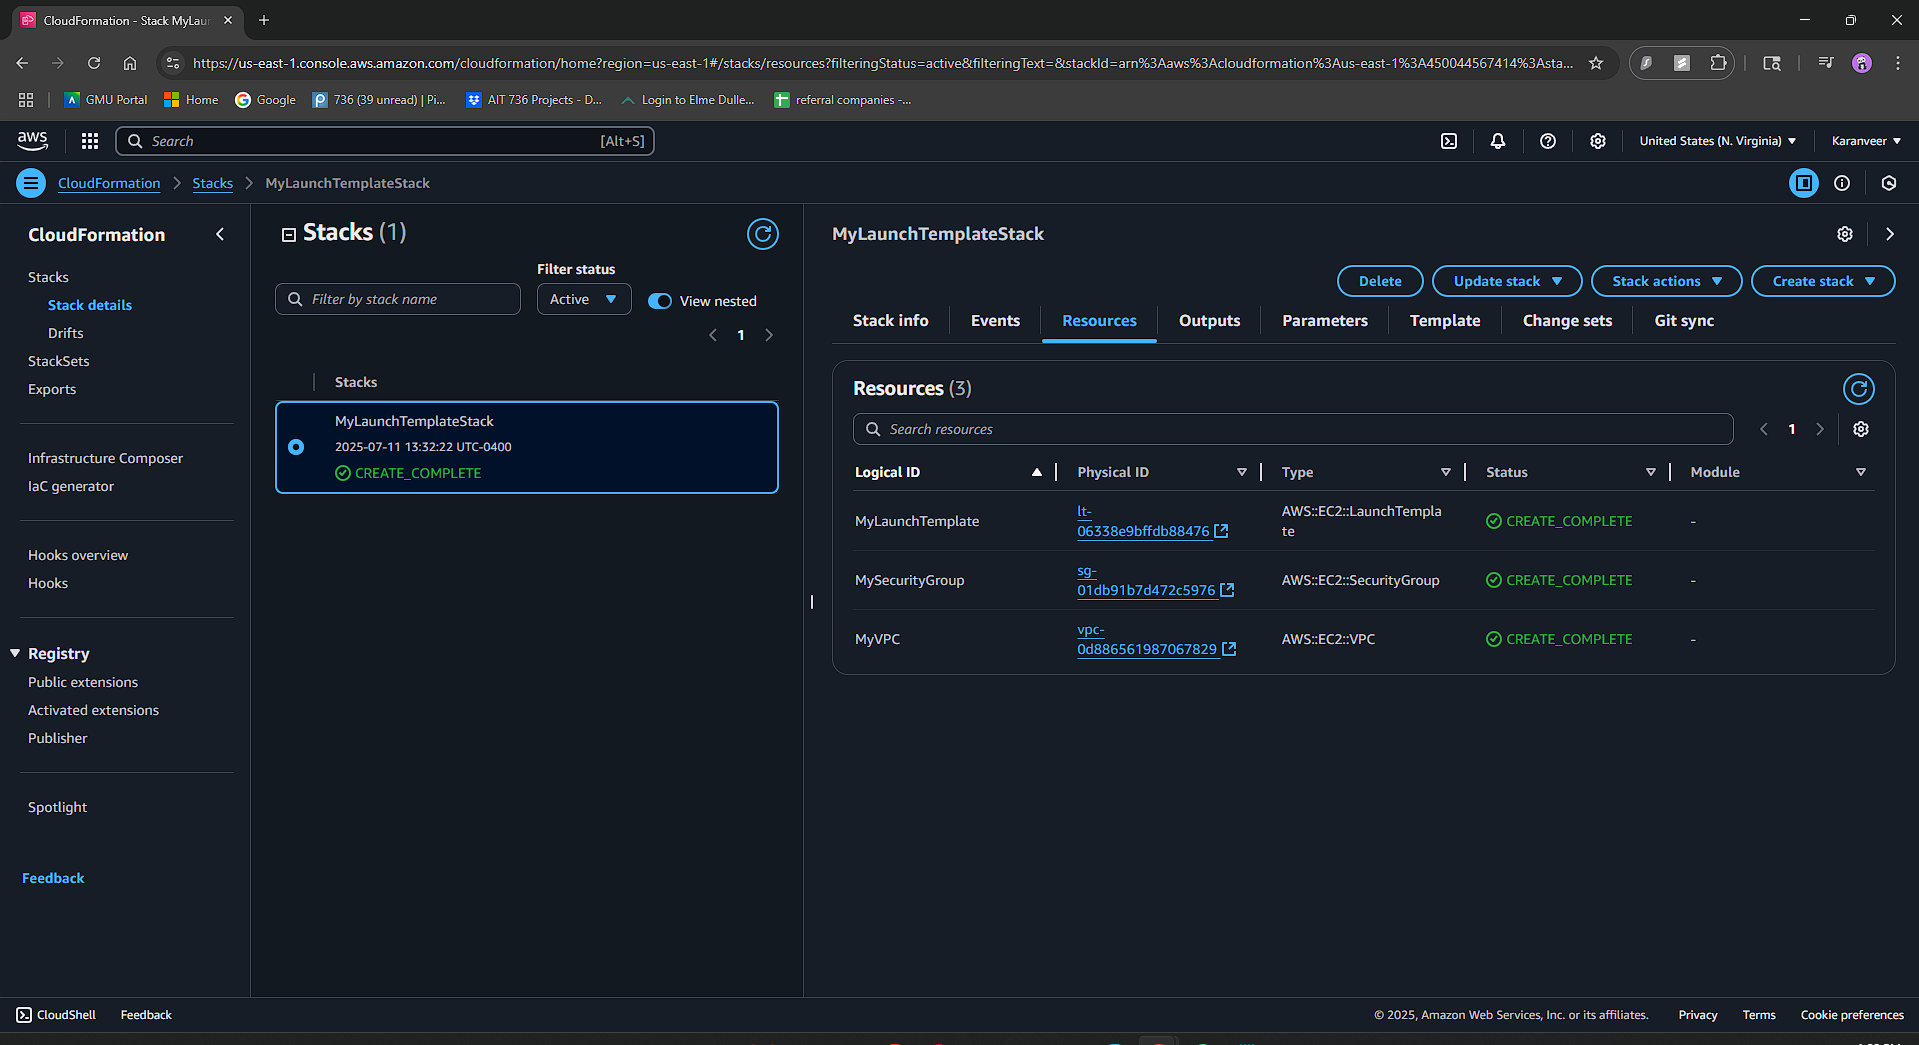 CloudFormation - Stack MyLaun
https://us-east-1.console.aws.amazon.com/cloudformation/home?region=us-east-1#/stacks/resources?filteringStatus=active&filteringText=&stackId=arn%3Aaws%3Acloudformation%3Aus-east-1%3A450044567414%3Asta...
GMU Portal
Home
Google
736 (39 unread) | Pi...
AIT 736 Projects - D...
Login to Elme Dulle...
referral companies -...
aws
Search
[Alt+S]
United States (N. Virginia)
Karanveer
CloudFormation
Stacks
MyLaunchTemplateStack
CloudFormation
Stacks
Stack details
Drifts
StackSets
Exports
Infrastructure Composer
IaC generator
Hooks overview
Hooks
Registry
Public extensions
Activated extensions
Publisher
Spotlight
Feedback
Stacks (1)
Filter status
Filter by stack name
Active
View nested
1
Stacks
MyLaunchTemplateStack
2025-07-11 13:32:22 UTC-0400
CREATE_COMPLETE
MyLaunchTemplateStack
Delete
Update stack
Stack actions
Create stack
Stack info
Events
Resources
Outputs
Parameters
Template
Change sets
Git sync
Resources (3)
Search resources
1
Logical ID
Physical ID
Type
Status
Module
MyLaunchTemplate
lt-
06338e9bffdb88476
AWS::EC2::LaunchTempla
te
CREATE_COMPLETE
-
MySecurityGroup
sg-
01db91b7d472c5976
AWS::EC2::SecurityGroup
CREATE_COMPLETE
-
MyVPC
vpc-
0d886561987067829
AWS::EC2::VPC
CREATE_COMPLETE
-
CloudShell
Feedback
© 2025, Amazon Web Services, Inc. or its affiliates.
Privacy
Terms
Cookie preferences